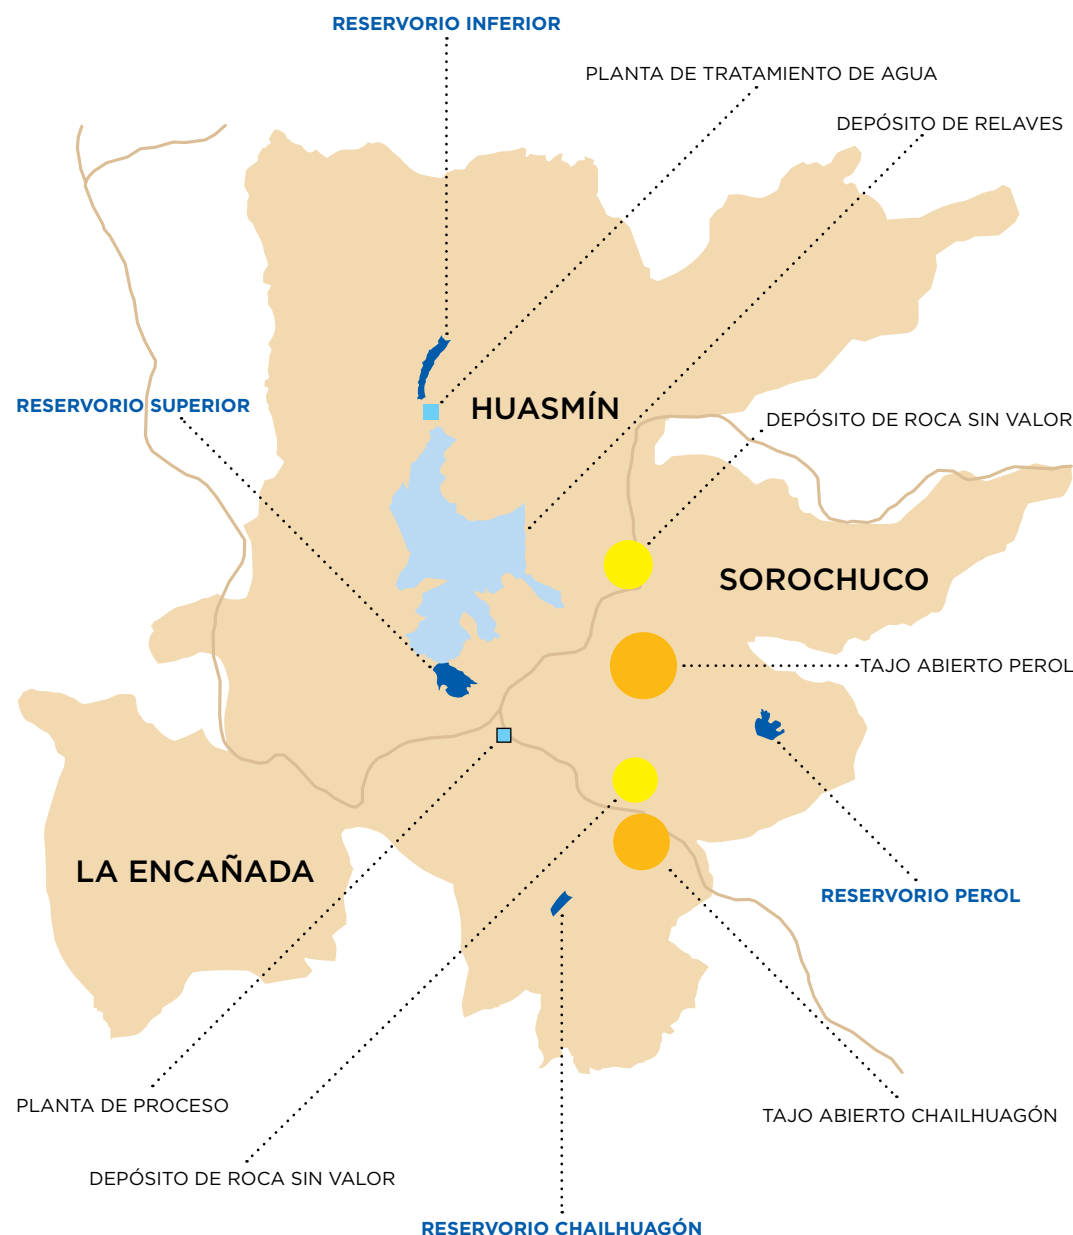 RESERVORIO INFERIOR
PLANTA DE TRATAMIENTO DE AGUA
DEPÓSITO DE RELAVES
RESERVORIO SUPERIOR
HUASMÍN
DEPÓSITO DE ROCA SIN VALOR
SOROCHUCO
TAJO ABIERTO PEROL
LA ENCAÑADA
RESERVORIO PEROL
PLANTA DE PROCESO
TAJO ABIERTO CHAILHUAGÓN
DEPÓSITO DE ROCA SIN VALOR
RESERVORIO CHAILHUAGÓN